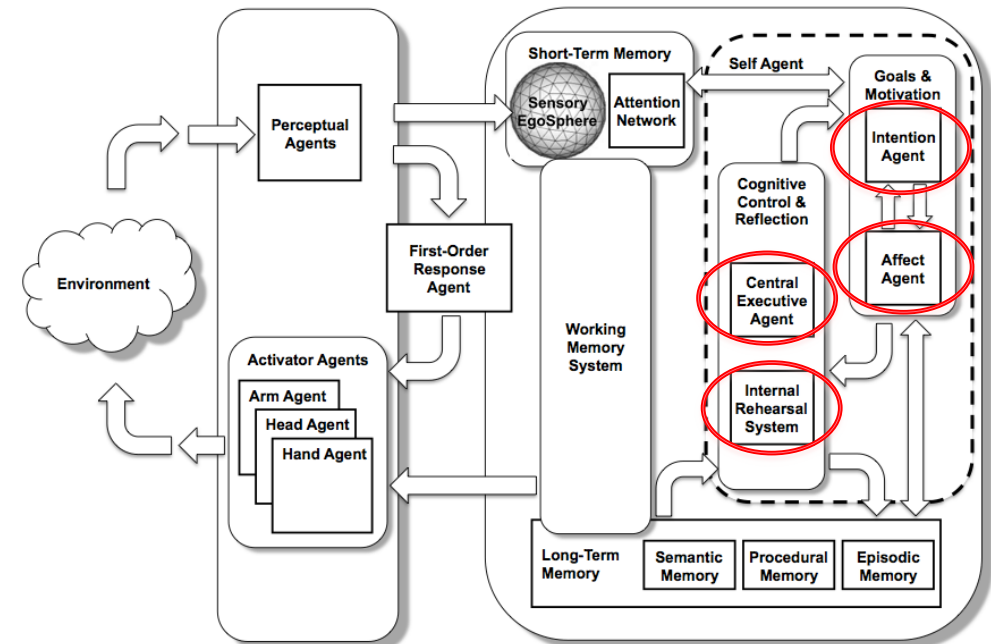 Short-Term Memory
Sensory
EgoSphere
Attention
Network
Self Agent
Goals &
Motivation
Intention
Agent
Affect
Agent
Perceptual
Agents
Cognitive
Control &
Reflection
Central
Executive
Agent
Internal
Rehearsal
System
First-Order
Response
Agent
Environment
Working
Memory
System
Activator Agents
Arm Agent
Head Agent
Hand Agent
Long-Term
Memory
Semantic
Memory
Procedural
Memory
Episodic
Memory